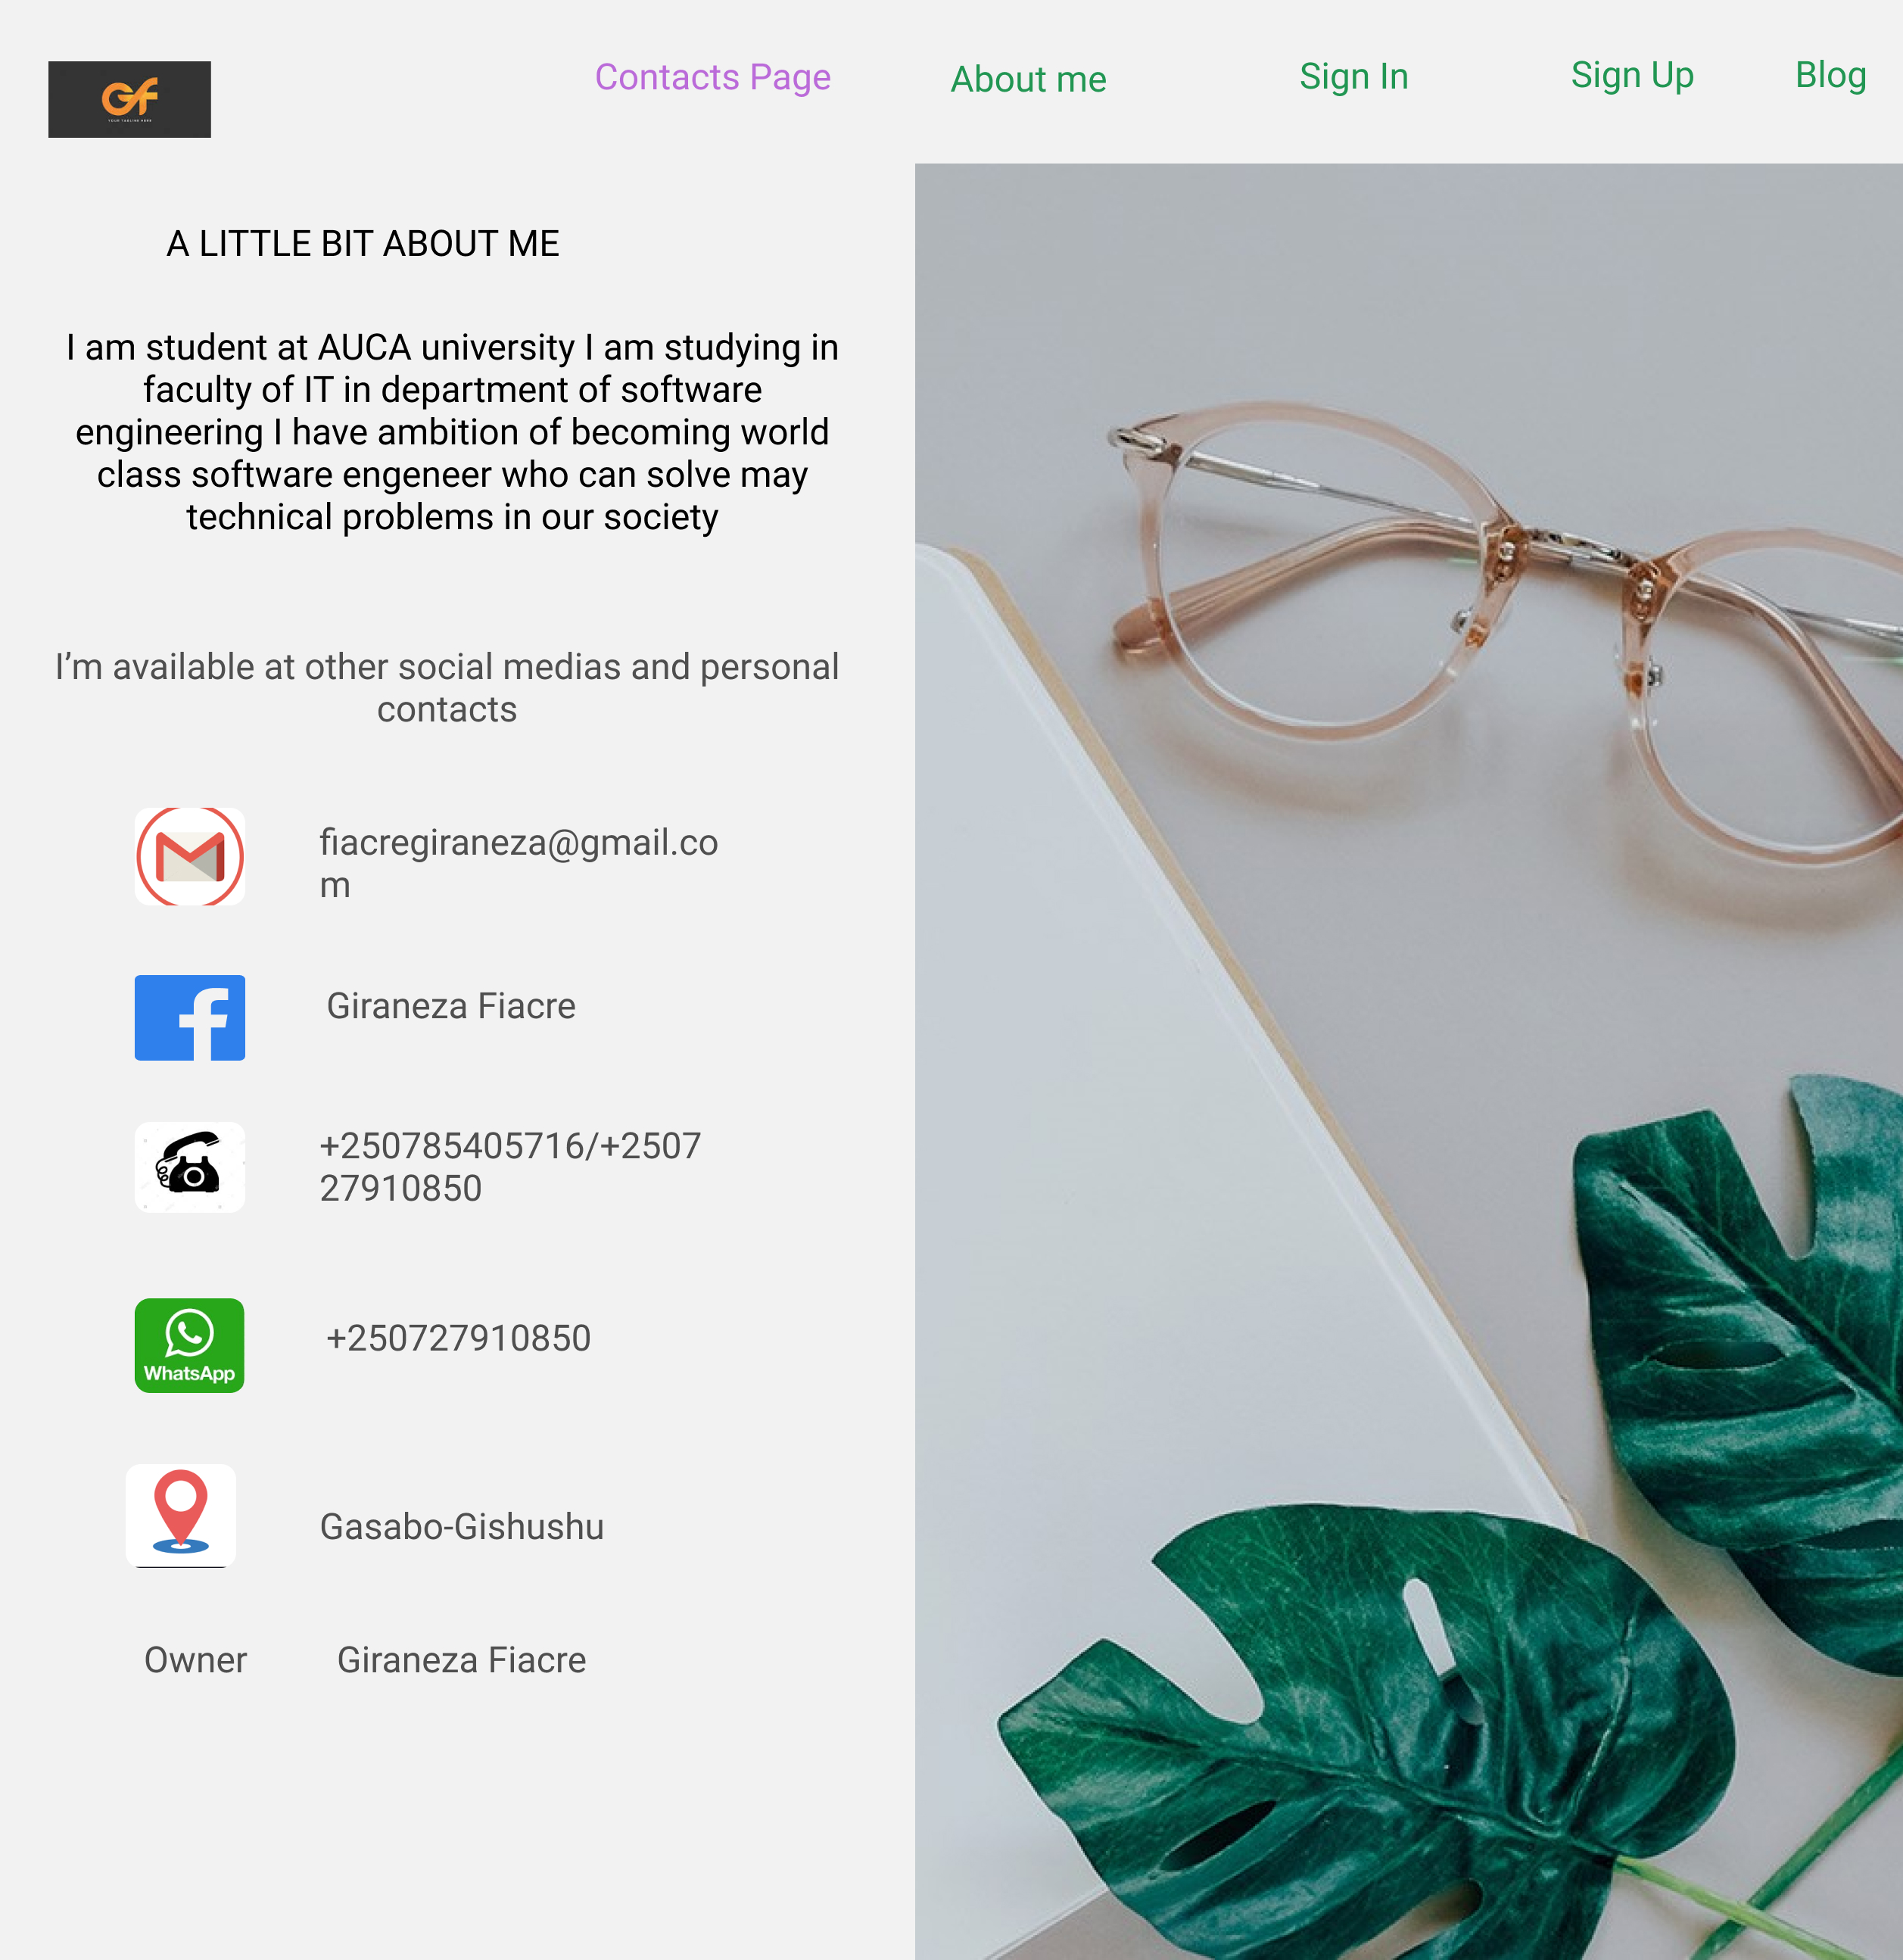 GF
YOUR TAGLINE HERE
Contacts Page
About me
Sign In
Sign Up
Blog
A LITTLE BIT ABOUT ME
I am student at AUCA university I am studying in
faculty of IT in department of software
engineering I have ambition of becoming world
class software engeneer who can solve may
technical problems in our society
I’m available at other social medias and personal
contacts
fiacregiraneza@gmail.co
m
Giraneza Fiacre
+250785405716/+2507
27910850
WhatsApp
+250727910850
Gasabo-Gishushu
Owner
Giraneza Fiacre